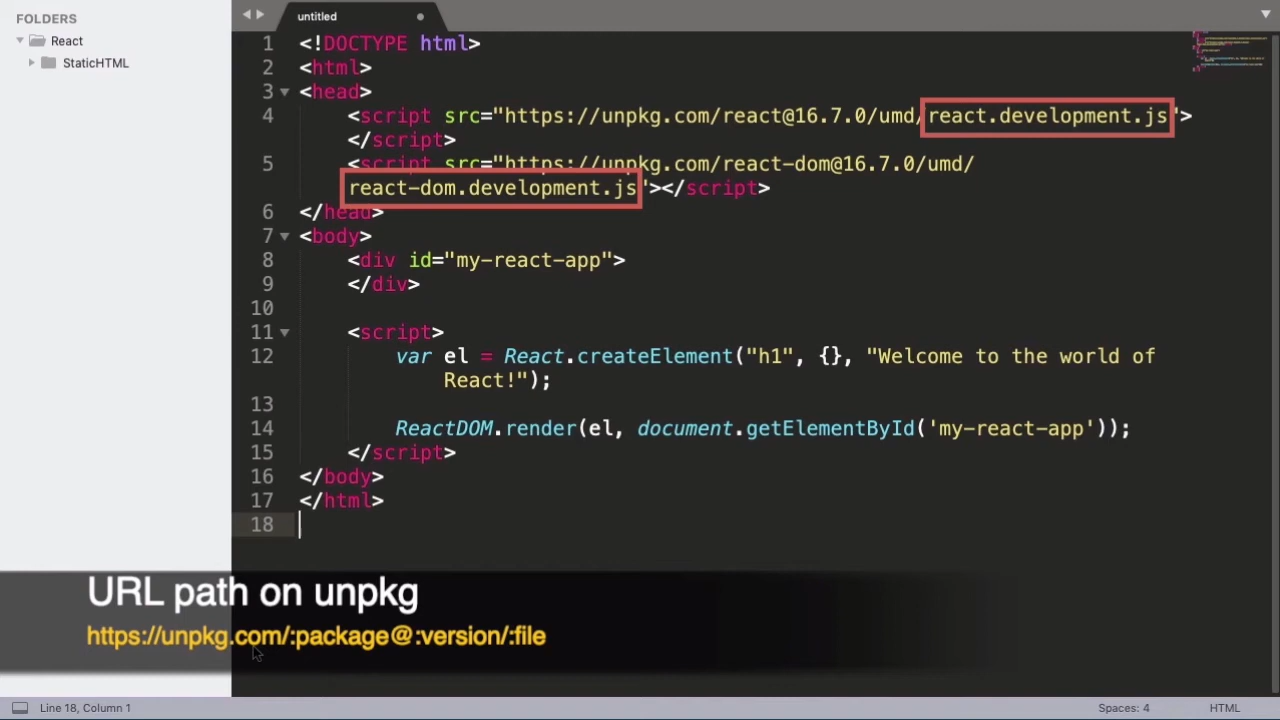 FOLDERS
React
StaticHTML
untitled
1 <!DOCTYPE html>
2 <html>
3 <head>
4 <script src="https://unpkg.com/react@16.7.0/umd/react.development.js">
</script>
5 <script src="https://unpkg.com/react-dom@16.7.0/umd/
react-dom.development.js"></script>
6 </head>
7 <body>
8 <div id="my-react-app">
9 </div>
10
11 <script>
12 var el = React.createElement("h1", {}, "Welcome to the world of
React!");
13
14 ReactDOM.render(el, document.getElementById('my-react-app'));
15 </script>
16 </body>
17 </html>
18
URL path on unpkg
https://unpkg.com/:package@:version/:file
Line 18, Column 1
Spaces: 4
HTML